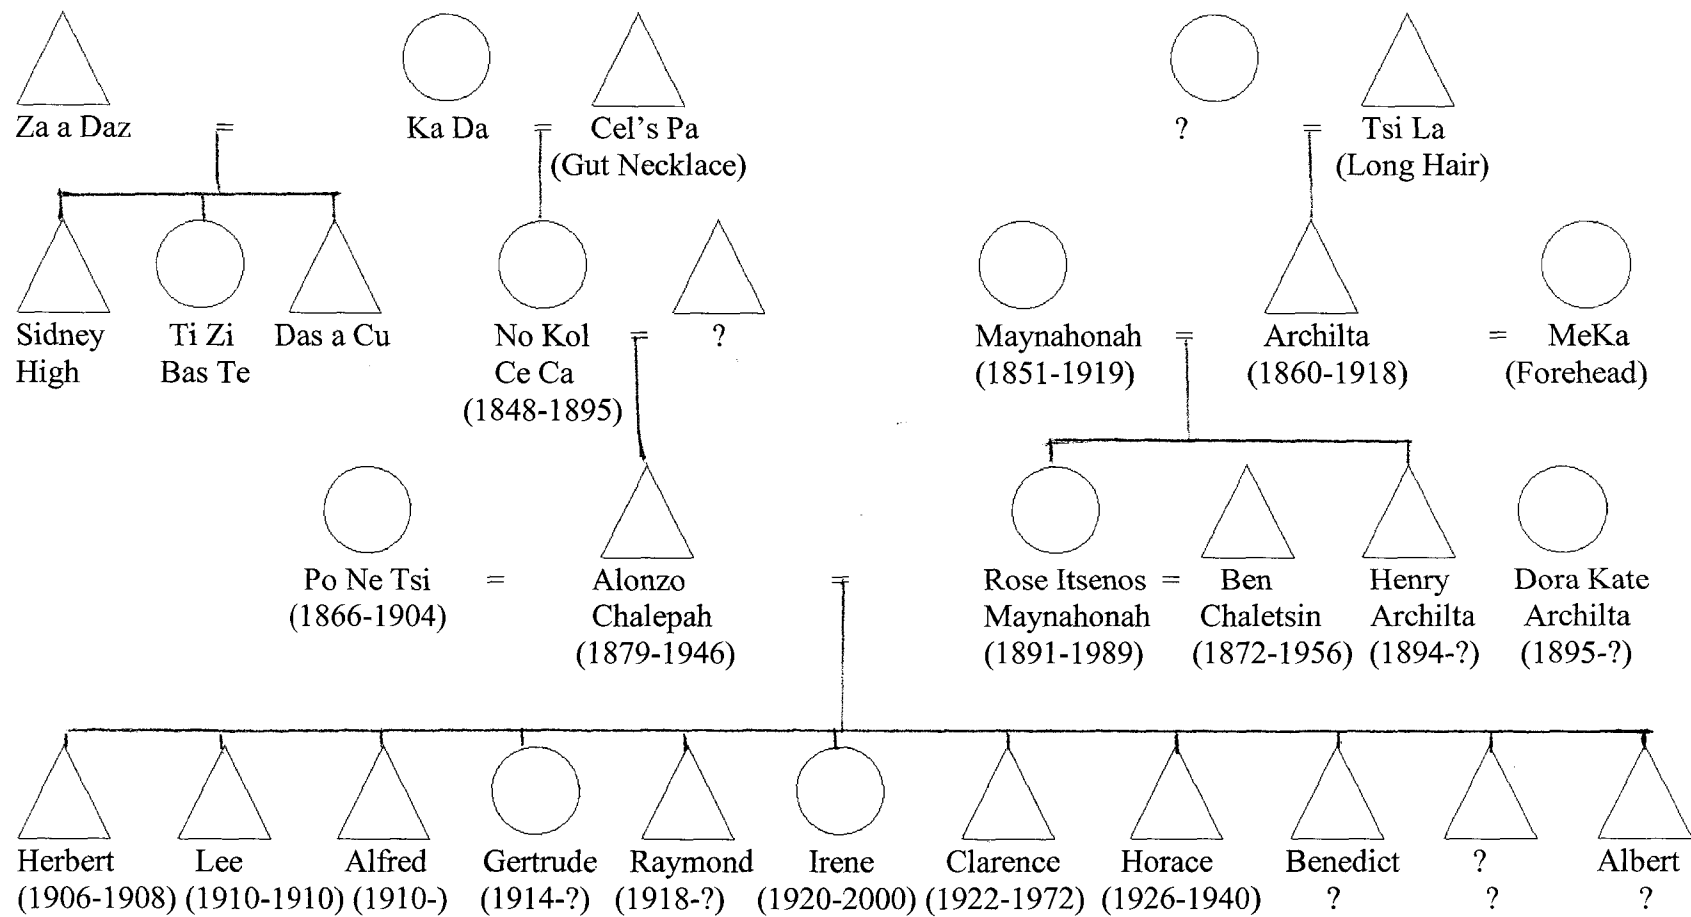 Za a Daz = Ka Da = Cel's Pa ? = Tsi La
(Gut Necklace) (Long Hair)
Sidney Ti Zi Das a Cu No Kol = ? Maynahonah = Archilta = MeKa
High Bas Te Ce Ca (1851-1919) (1860-1918) (Forehead)
(1848-1895)
Po Ne Tsi = Alonzo = Rose Itsenos = Ben Henry Dora Kate
(1866-1904) Chalepah Maynahonah Chaletsin Archilta Archilta
(1879-1946) (1891-1989) (1872-1956) (1894-?) (1895-?)
Herbert Lee Alfred Gertrude Raymond Irene Clarence Horace Benedict ? Albert
(1906-1908) (1910-1910) (1910-) (1914-?) (1918-?) (1920-2000) (1922-1972) (1926-1940) ? ? ?